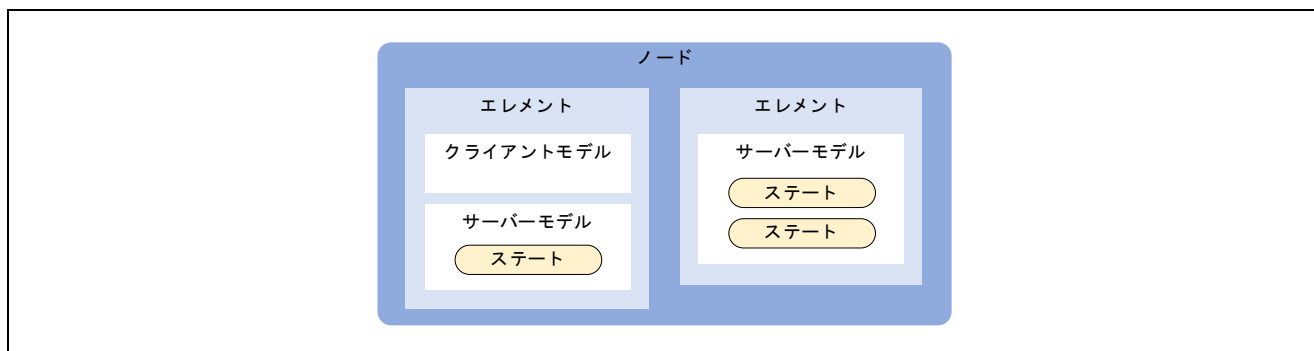 ノード
エレメント
クライアントモデル
サーバーモデル
ステート
エレメント
サーバーモデル
ステート
ステート